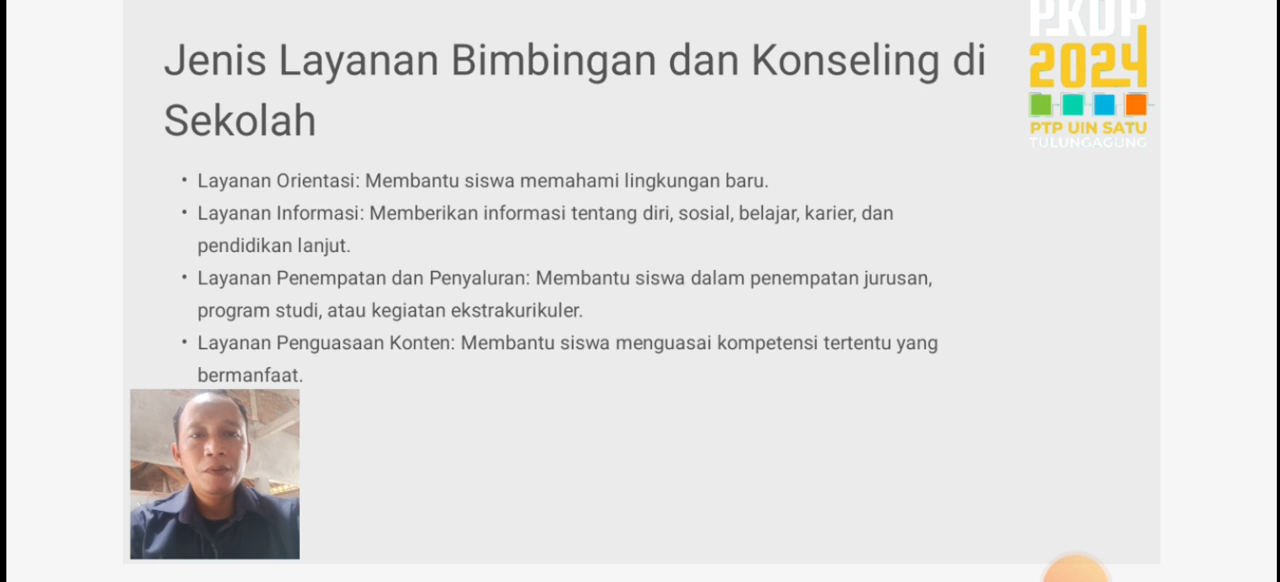 Jenis Layanan Bimbingan dan Konseling di
Sekolah
PKDP
2024
PTP UIN SATU
TULUNGAGUNG
• Layanan Orientasi: Membantu siswa memahami lingkungan baru.
• Layanan Informasi: Memberikan informasi tentang diri, sosial, belajar, karier, dan
pendidikan lanjut.
• Layanan Penempatan dan Penyaluran: Membantu siswa dalam penempatan jurusan,
program studi, atau kegiatan ekstrakurikuler.
• Layanan Penguasaan Konten: Membantu siswa menguasai kompetensi tertentu yang
bermanfaat.